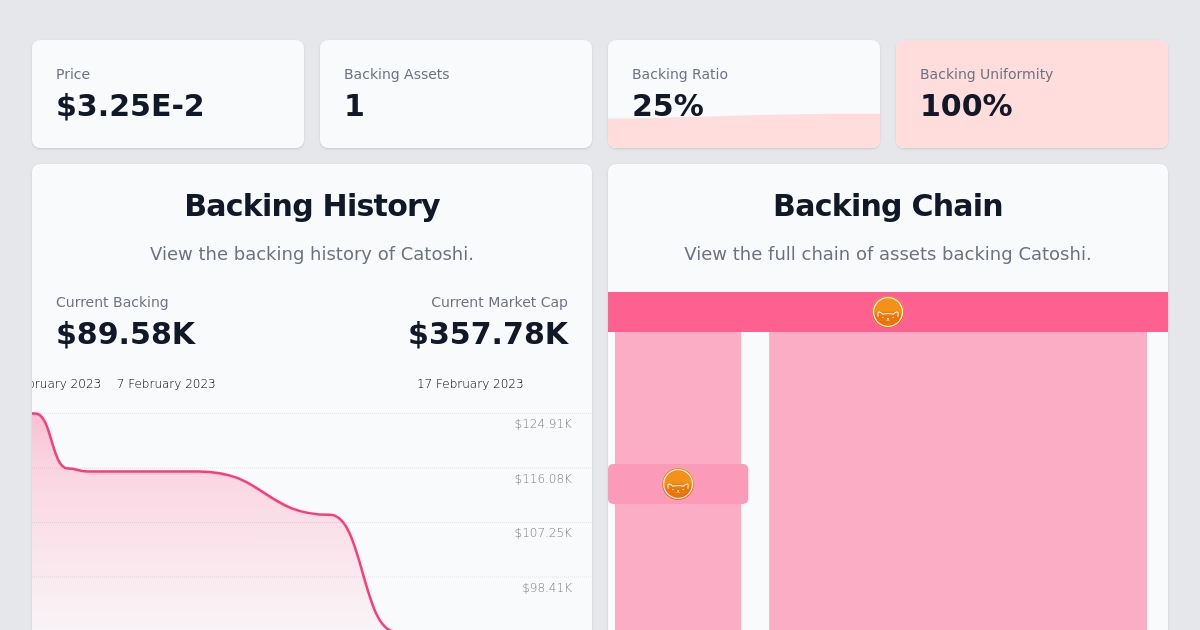 Price
$3.25E-2
Backing Assets
1
Backing Ratio
25%
Backing Uniformity
100%
Backing History
View the backing history of Catoshi.
Current Backing
$89.58K
Current Market Cap
$357.78K
2023 7 February 2023 17 February 2023
$124.91K
$116.08K
$107.25K
$98.41K
Backing Chain
View the full chain of assets backing Catoshi.